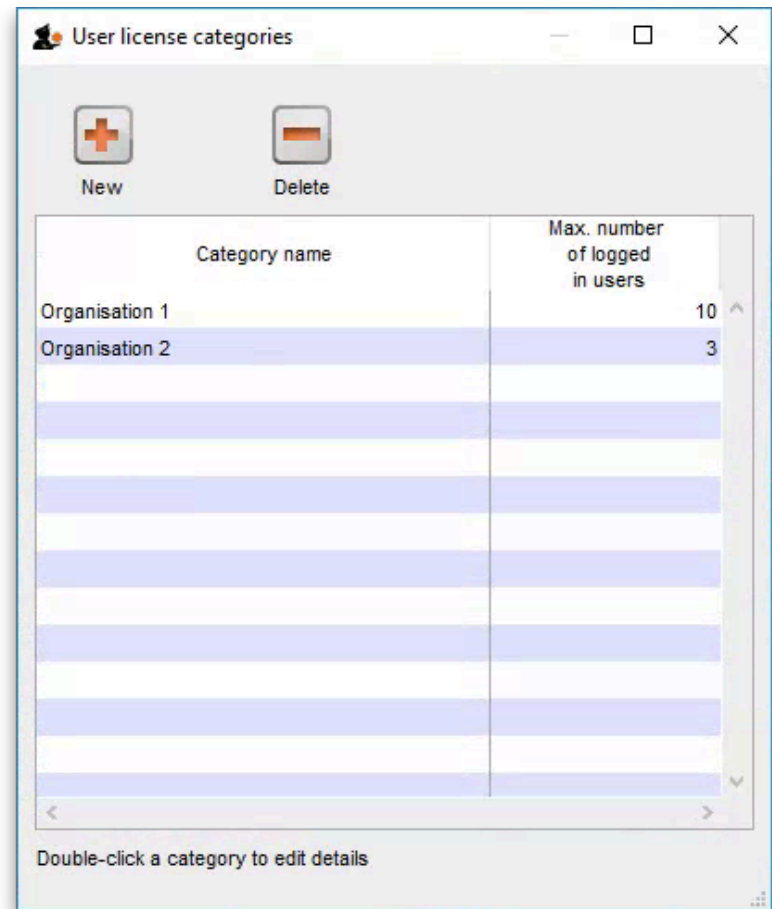 User license categories
New
Delete
Category name
Max. number
of logged
in users
Organisation 1
10
Organisation 2
3
Double-click a category to edit details